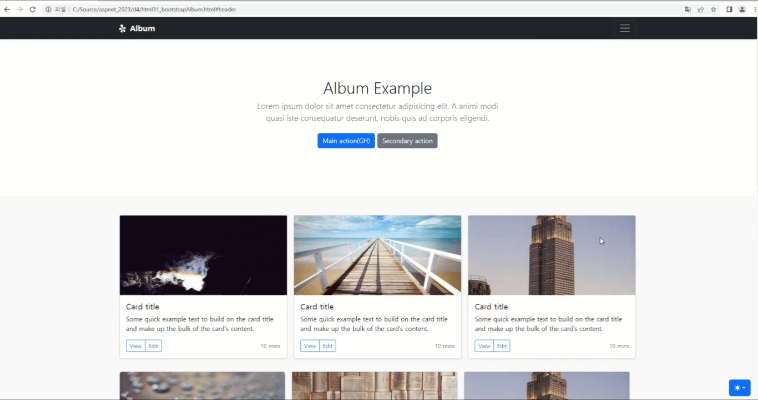 파일 | C:/Source/aspnet_2023/d4/html31_bootstrapAlbum.html#header
Album
Album Example
Lorem ipsum dolor sit amet consectetur adipisicing elit. A animi modi
quasi iste consequatur deserunt, nobis quis ad corporis eligendi.
Main action(GH) Secondary action
Card title
Some quick example text to build on the card title
and make up the bulk of the card's content.
View Edit 10 mins
Card title
Some quick example text to build on the card title
and make up the bulk of the card's content.
View Edit 10 mins
Card title
Some quick example text to build on the card title
and make up the bulk of the card's content.
View Edit 10 mins